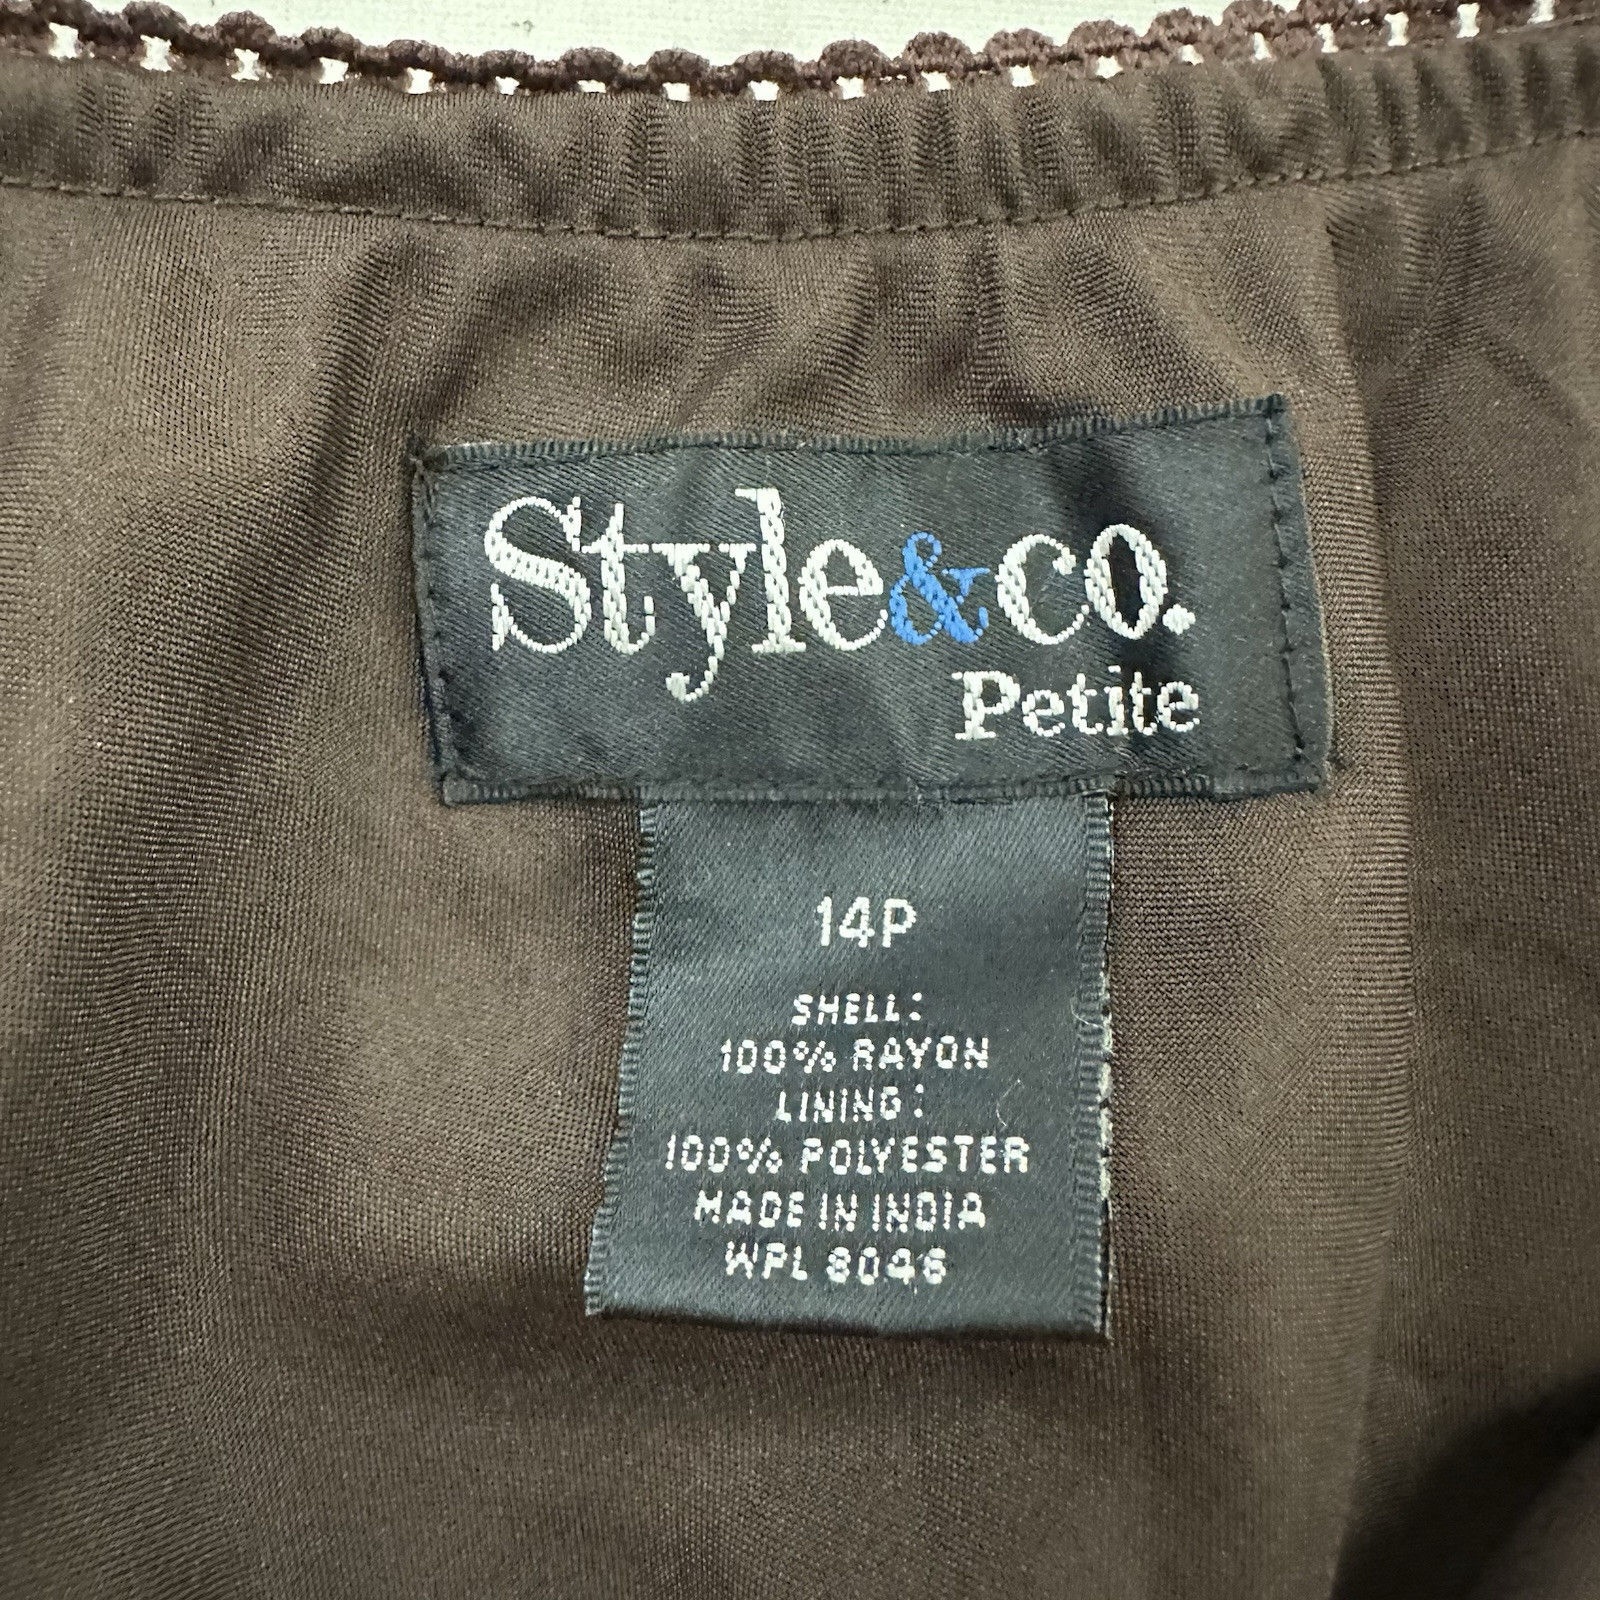 Style&co.
Petite
14P
SHELL:
100% RAYON
LINING:
100% POLYESTER
MADE IN INDIA
WPL 8046